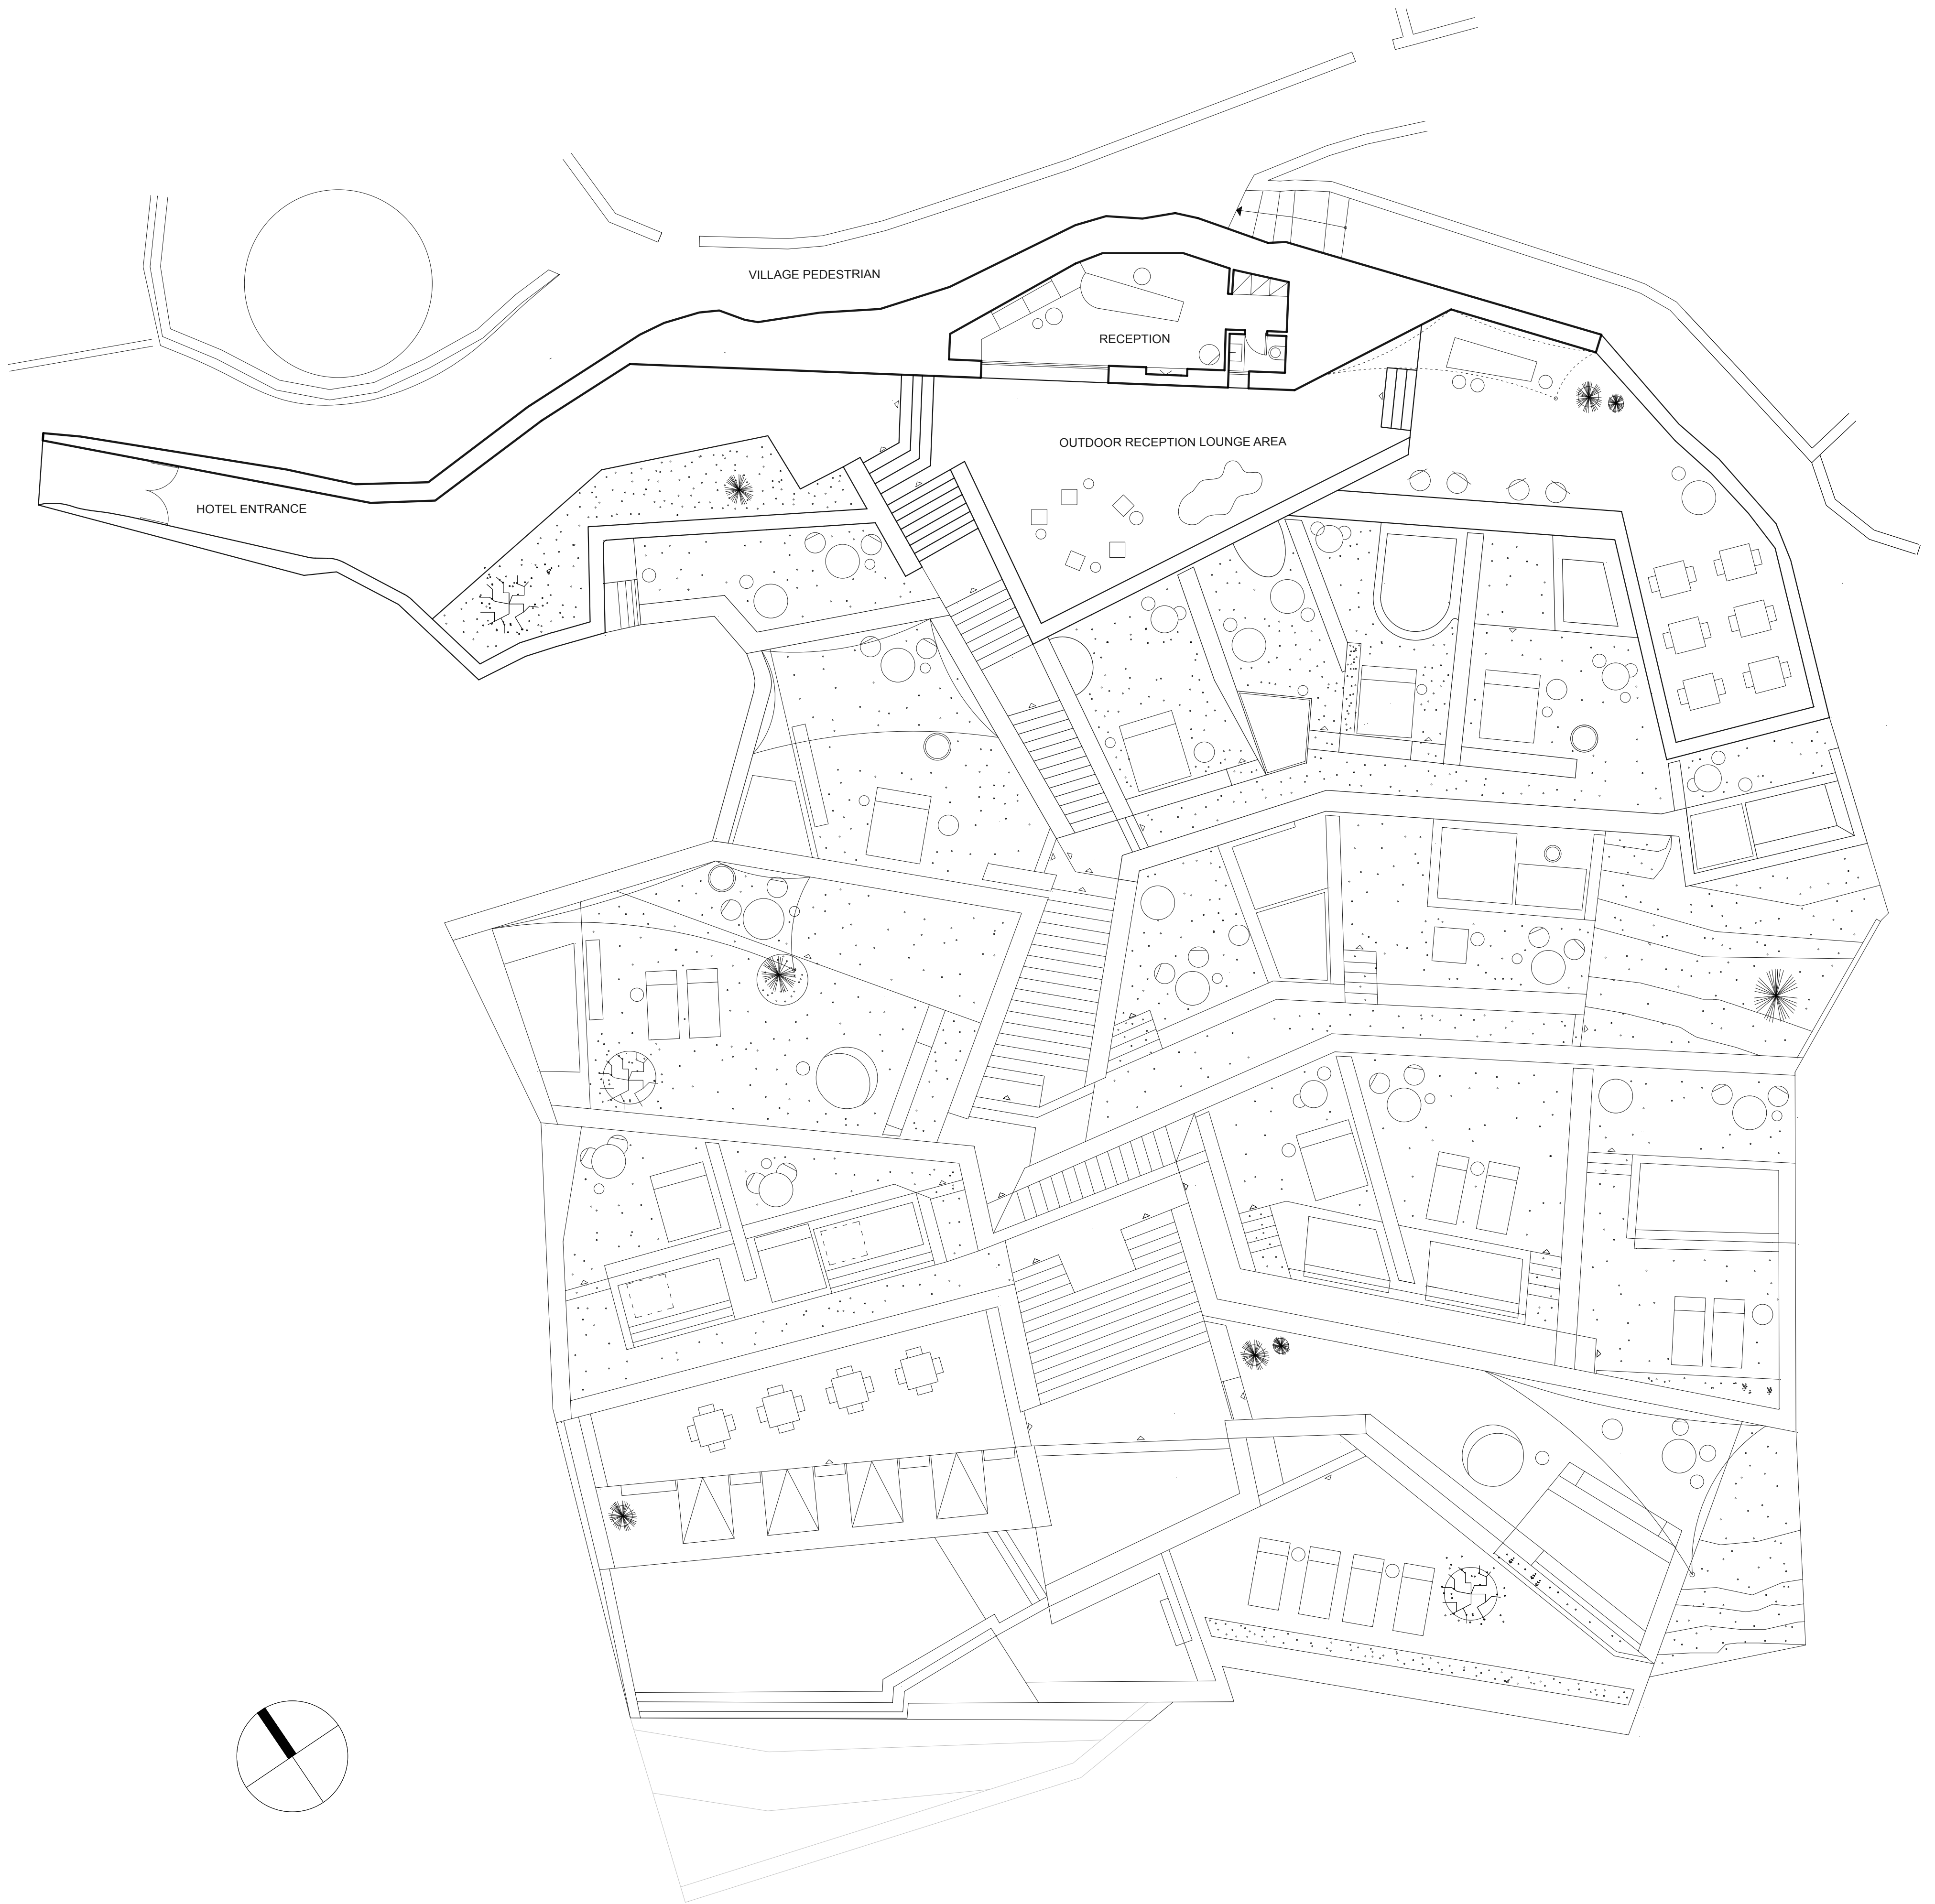 VILLAGE PEDESTRIAN
RECEPTION
OUTDOOR RECEPTION LOUNGE AREA
HOTEL ENTRANCE